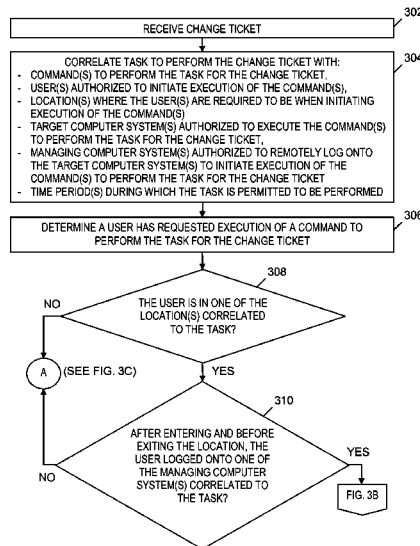 302
RECEIVE CHANGE TICKET
304
CORRELATE TASK TO PERFORM THE CHANGE TICKET WITH:
- COMMAND(S) TO PERFORM THE TASK FOR THE CHANGE TICKET,
- USER(S) AUTHORIZED TO INITIATE EXECUTION OF THE COMMAND(S),
- LOCATION(S) WHERE THE USER(S) ARE REQUIRED TO BE WHEN INITIATING
EXECUTION OF THE COMMAND(S)
- TARGET COMPUTER SYSTEM(S) AUTHORIZED TO EXECUTE THE COMMAND(S)
TO PERFORM THE TASK FOR THE CHANGE TICKET,
- MANAGING COMPUTER SYSTEM(S) AUTHORIZED TO REMOTELY LOG ONTO
THE TARGET COMPUTER SYSTEM(S) TO INITIATE EXECUTION OF THE
COMMAND(S) TO PERFORM THE TASK FOR THE CHANGE TICKET
- TIME PERIOD(S) DURING WHICH THE TASK IS PERMITTED TO BE PERFORMED
306
DETERMINE A USER HAS REQUESTED EXECUTION OF A COMMAND TO
PERFORM THE TASK FOR THE CHANGE TICKET
308
NO
THE USER IS IN ONE OF THE
LOCATION(S) CORRELATED
TO THE TASK?
A
(SEE FIG. 3C)
YES
310
AFTER ENTERING AND BEFORE
EXITING THE LOCATION, THE
USER LOGGED ONTO ONE OF
THE MANAGING COMPUTER
SYSTEM(S) CORRELATED TO
THE TASK?
NO
YES
FIG. 3B